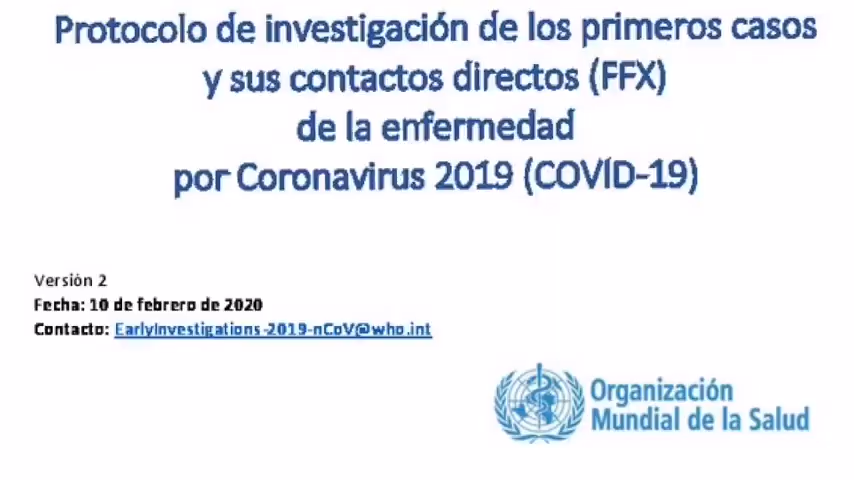 Protocolo de investigación de los primeros casos
y sus contactos directos (FFX)
de la enfermedad
por Coronavirus 2019 (COVID-19)
Versión 2
Fecha: 10 de febrero de 2020
Contacto: EarlyInvestigations-2019-nCoV@who.int
Organización
Mundial de la Salud